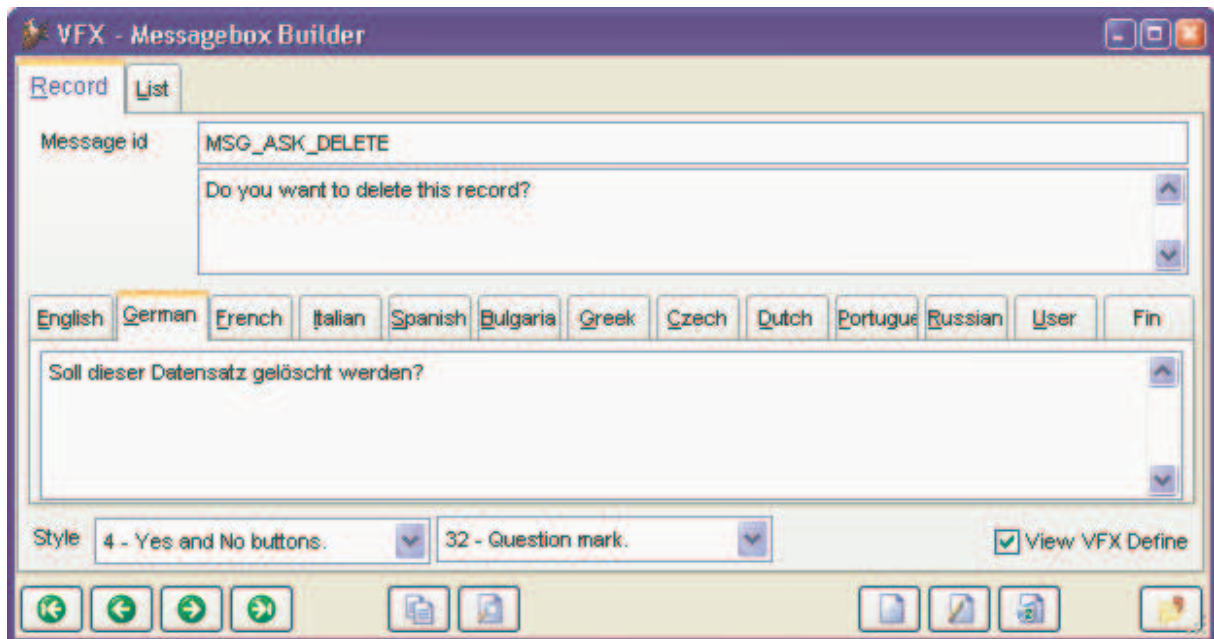 VFX - Messagebox Builder
Record List
Message id MSG_ASK_DELETE
Do you want to delete this record?
English German French Italian Spanish Bulgaria Greek Czech Dutch Portugue Russian User Fin
Soll dieser Datensatz gelöscht werden?
Style 4 - Yes and No buttons. 32 - Question mark. View VFX Define